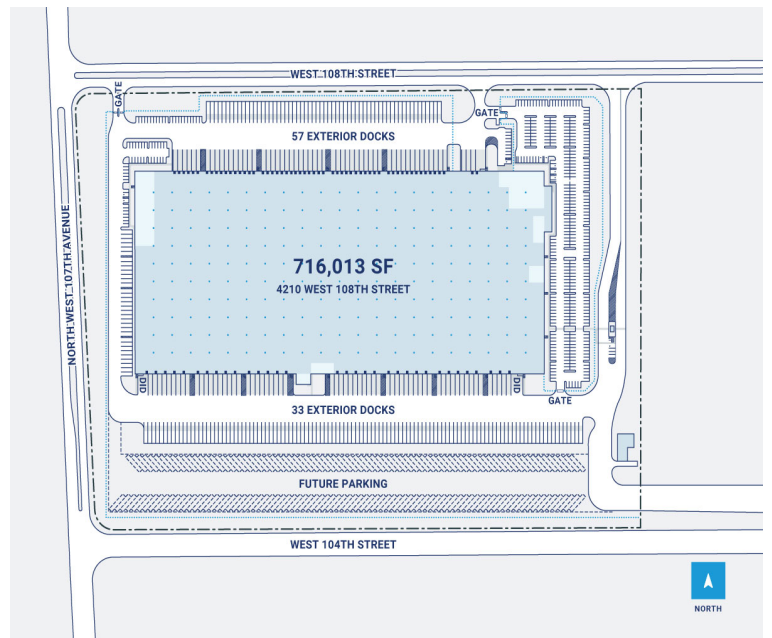 WEST 108TH STREET
GATE
57 EXTERIOR DOCKS
GATE
NORTH WEST 107TH AVENUE
716,013 SF
4210 WEST 108TH STREET
DID
DID
33 EXTERIOR DOCKS
GATE
FUTURE PARKING
WEST 104TH STREET
NORTH